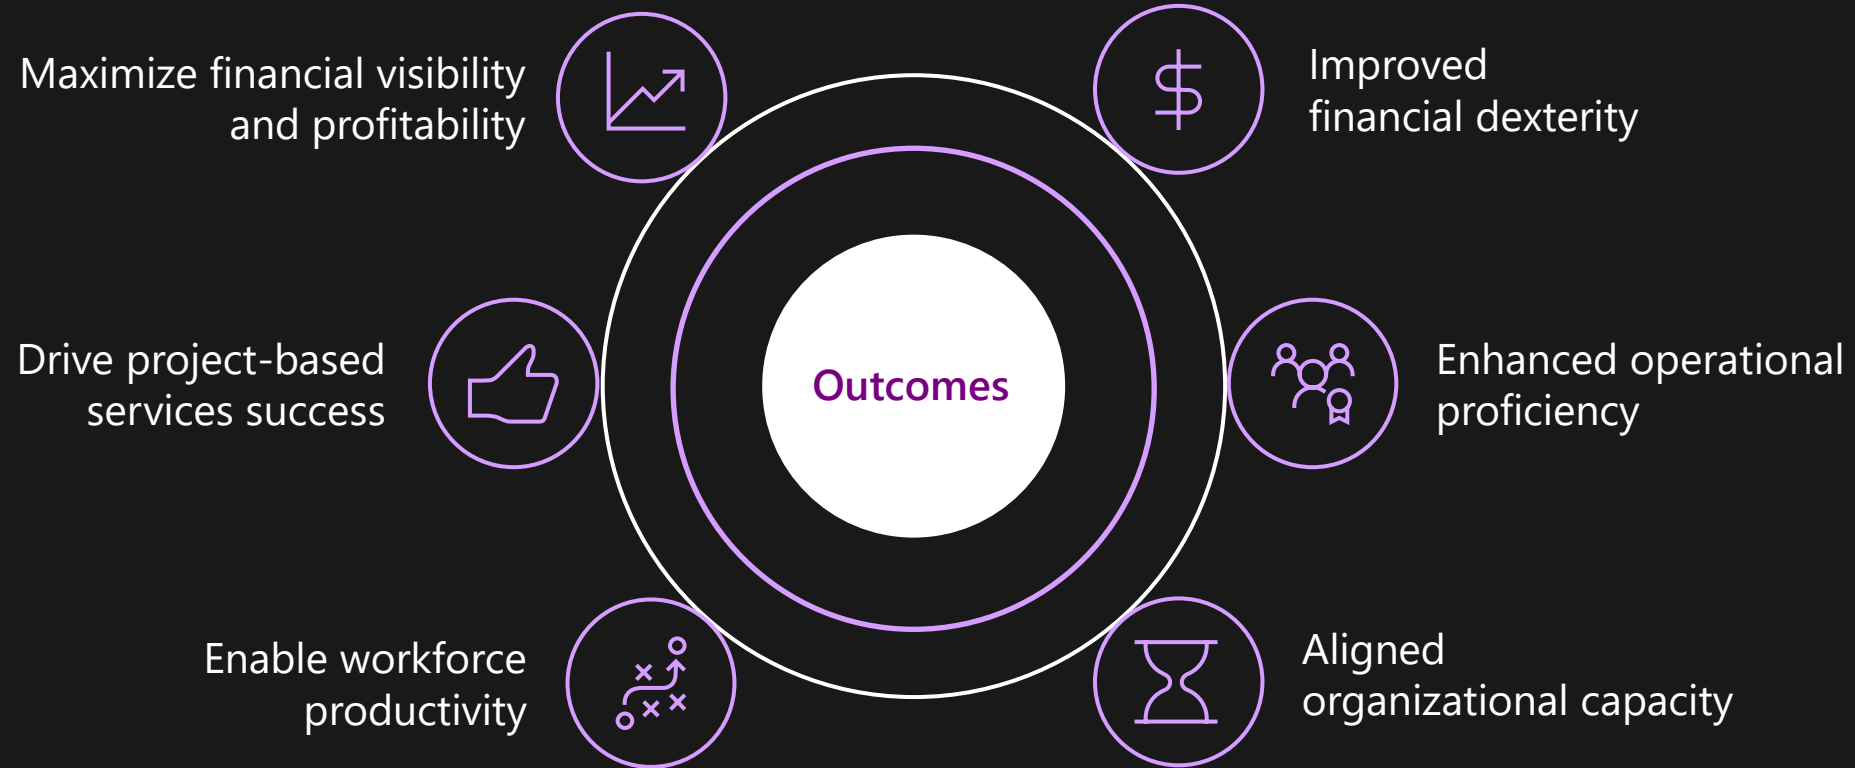 Maximize financial visibility
and profitability
Improved
financial dexterity
Drive project-based
services success
Outcomes
Enhanced operational
proficiency
Enable workforce
productivity
Aligned
organizational capacity